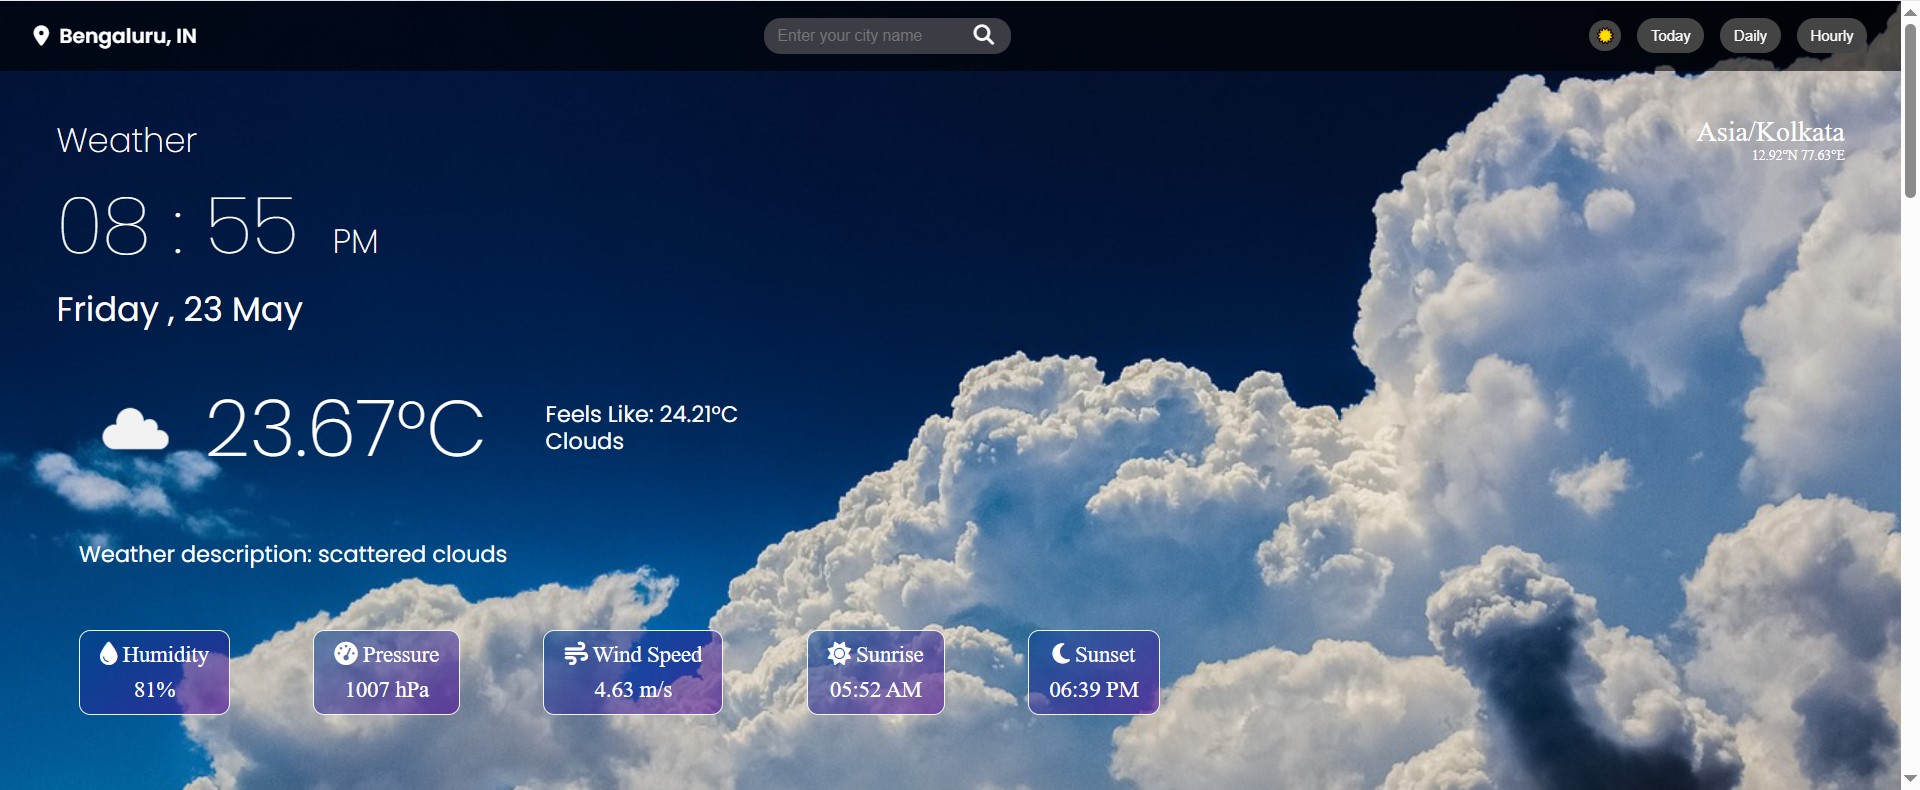 Bengaluru, IN
Enter your city name
Today
Daily
Hourly
Weather
Asia/Kolkata
12.92°N 77.63°E
08 : 55 PM
Friday , 23 May
23.67°C
Feels Like: 24.21°C
Clouds
Weather description: scattered clouds
Humidity
81%
Pressure
1007 hPa
Wind Speed
4.63 m/s
Sunrise
05:52 AM
Sunset
06:39 PM